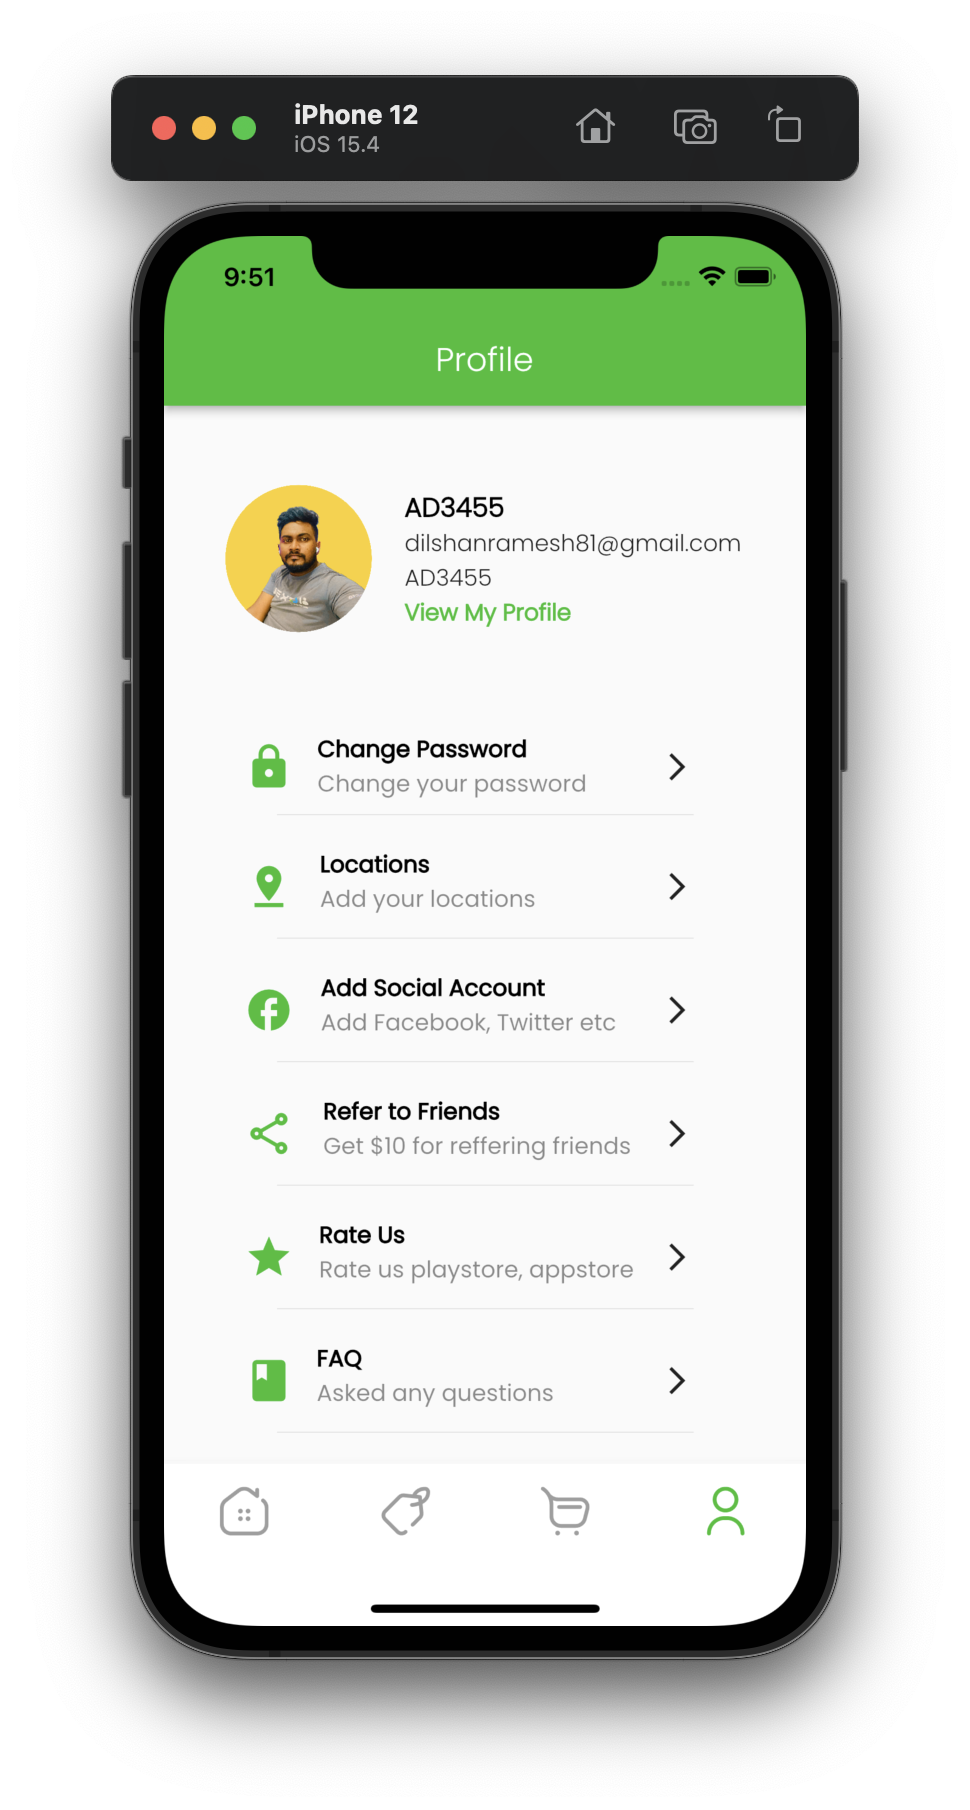 iPhone 12
iOS 15.4
9:51
Profile
AD3455
dilshanramesh81@gmail.com
AD3455
View My Profile
Change Password
Change your password
Locations
Add your locations
Add Social Account
Add Facebook, Twitter etc
Refer to Friends
Get $10 for reffering friends
Rate Us
Rate us playstore, appstore
FAQ
Asked any questions